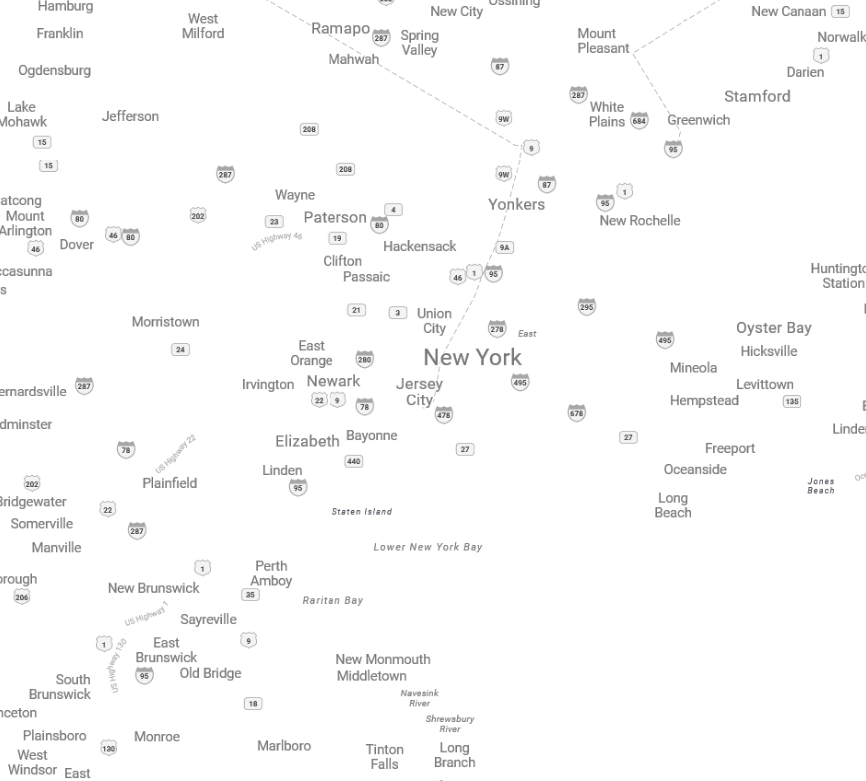 Hamburg
New City
Ossining
New Canaan
15
Franklin
West
Milford
Ramapo
287
Spring
Valley
Mount
Pleasant
Norwalk
1
Mahwah
87
Darien
Ogdensburg
287
Stamford
Lake
Mohawk
Jefferson
White
Plains
684
Greenwich
9W
208
15
9
95
15
208
287
9W
87
1
95
atcong
Mount
Arlington
80
202
Wayne
Yonkers
New Rochelle
4
Paterson
80
23
46
80
US Highway 46
19
Hackensack
9A
46
Dover
Clifton
Passaic
46
1
95
ccasunna
s
Huntingto
Station
21
3
Union
City
295
Morristown
278
East
Oyster Bay
24
East
Orange
280
New York
495
Hicksville
Mineola
ernardsville
287
Irvington
Newark
Jersey
City
495
Levittown
22
9
78
478
678
Hempstead
135
dminster
Linden
Elizabeth
Bayonne
27
27
78
US Highway 22
440
Freeport
Linden
Oceanside
202
Plainfield
95
Jones
Beach
Bridgewater
22
Staten Island
Long
Beach
Somerville
287
Manville
Lower New York Bay
1
Perth
Amboy
orough
New Brunswick
35
206
Raritan Bay
US Highway 1
Sayreville
1
US Highway 130
East
Brunswick
9
95
Old Bridge
New Monmouth
Middletown
South
Brunswick
Navesink
River
18
nceton
Shrewsbury
River
Plainsboro
130
Monroe
Marlboro
Tinton
Falls
Long
Branch
West
Windsor
East